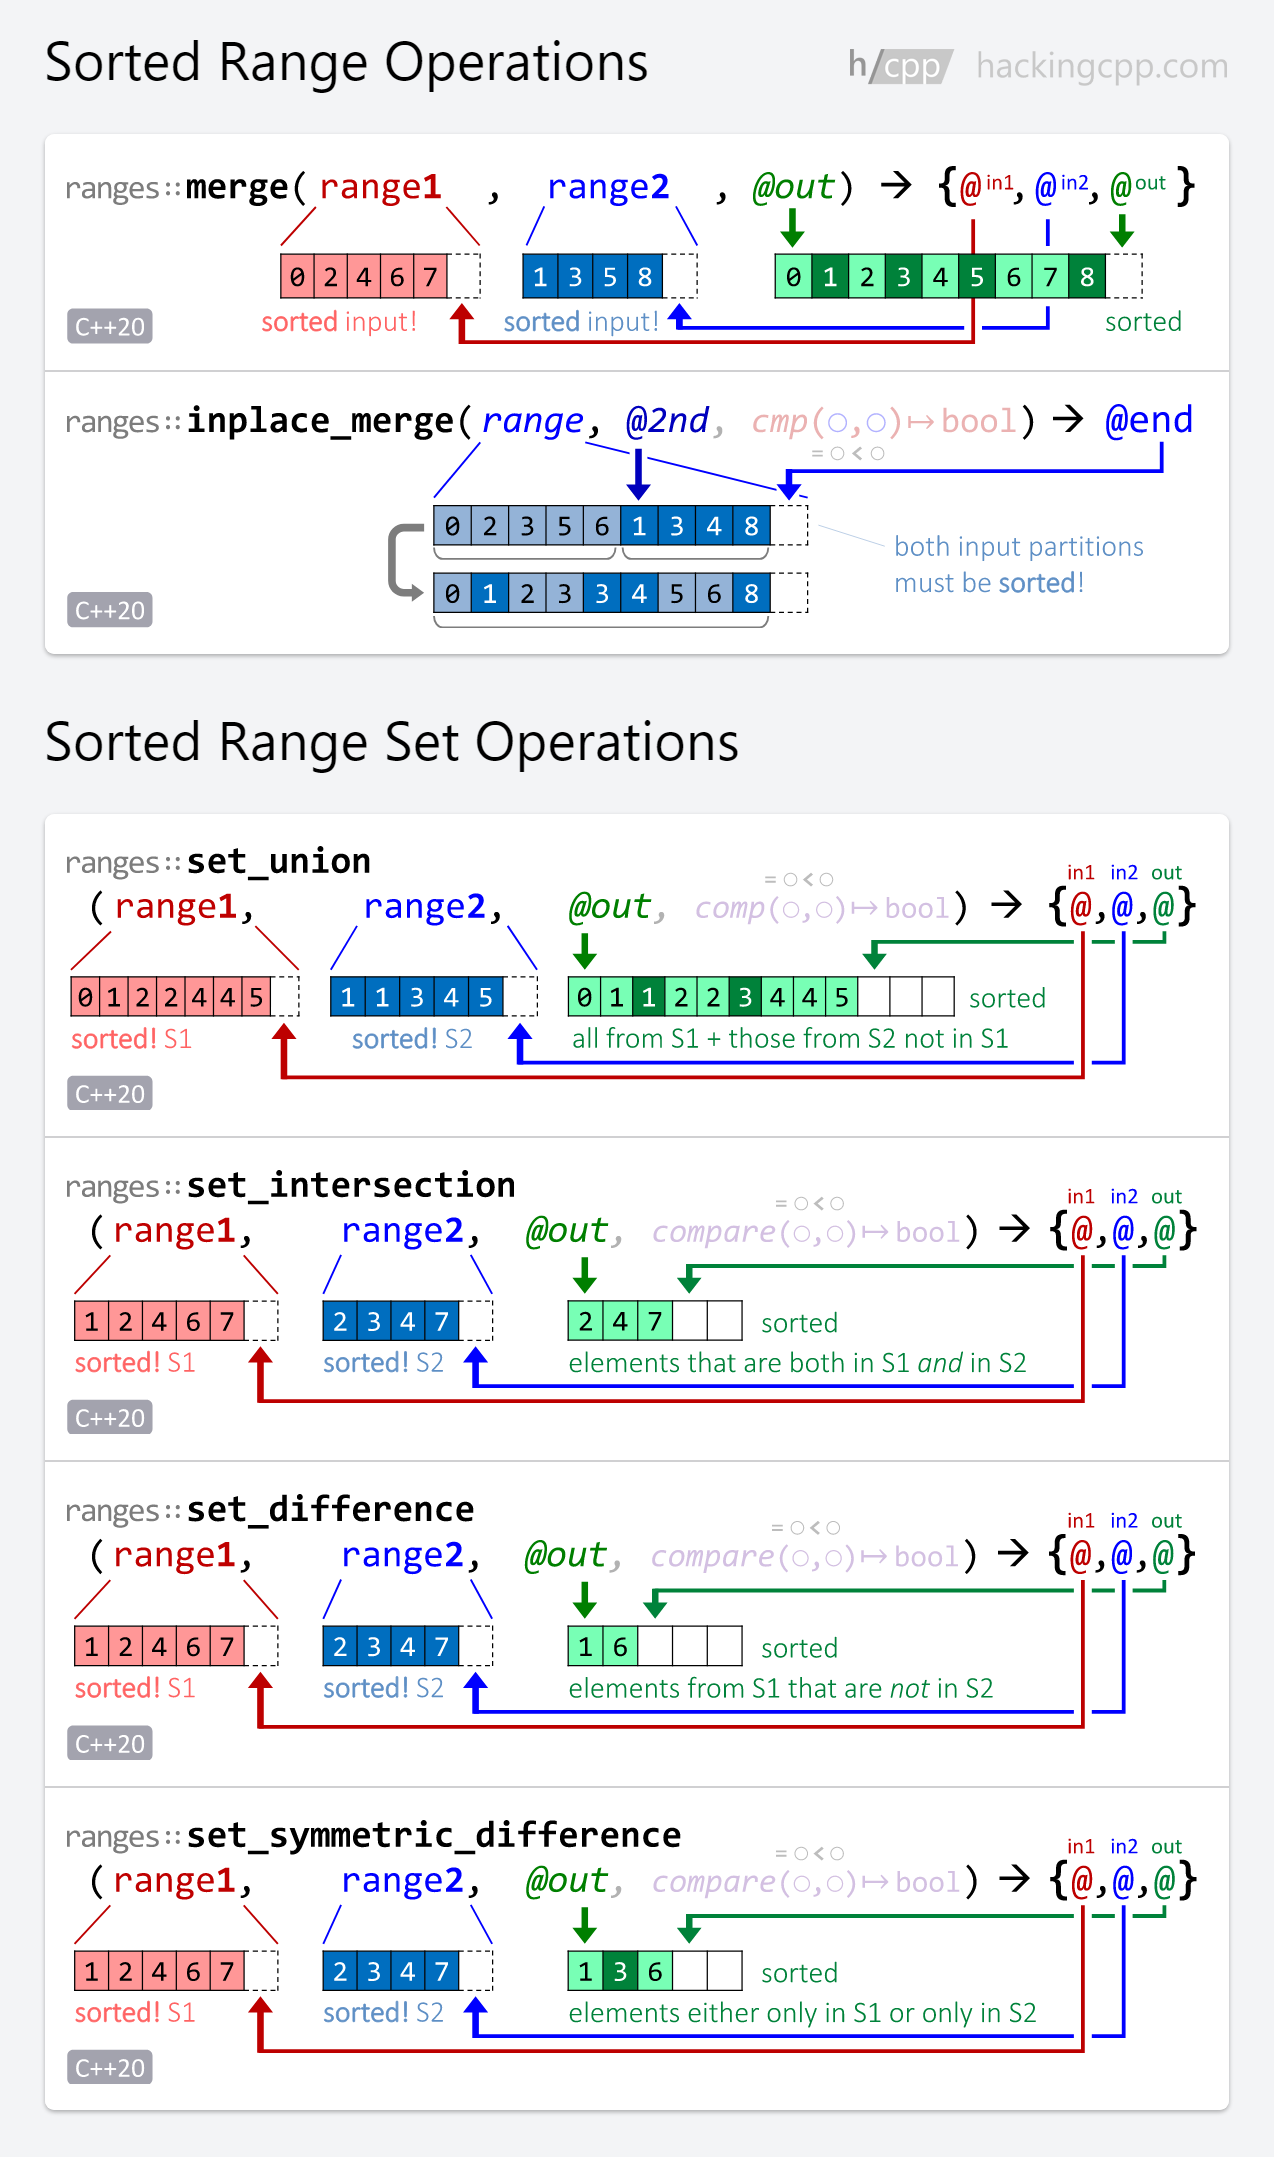 Sorted Range Operations
h/cpp hackingcpp.com
ranges::merge( range1 , range2 , @out) → {@in1,@in2,@out}
0 2 4 6 7 1 3 5 8 0 1 2 3 4 5 6 7 8
sorted input! sorted input! sorted
C++20
ranges::inplace_merge(range, @2nd, cmp(○,○)↦bool) → @end
=○<○
0 2 3 5 6 1 3 4 8
both input partitions
must be sorted!
0 1 2 3 3 4 5 6 8
C++20
Sorted Range Set Operations
ranges::set_union
=○<○ in1 in2 out
(range1, range2, @out, comp(○,○)↦bool) → {@,@,@}
0 1 2 2 4 4 5 1 1 3 4 5 0 1 1 2 2 3 4 4 5 sorted
sorted! S1 sorted! S2 all from S1 + those from S2 not in S1
C++20
ranges::set_intersection
=○<○ in1 in2 out
(range1, range2, @out, compare(○,○)↦bool) → {@,@,@}
1 2 4 6 7 2 3 4 7 2 4 7 sorted
sorted! S1 sorted! S2 elements that are both in S1 and in S2
C++20
ranges::set_difference
=○<○ in1 in2 out
(range1, range2, @out, compare(○,○)↦bool) → {@,@,@}
1 2 4 6 7 2 3 4 7 1 6 sorted
sorted! S1 sorted! S2 elements from S1 that are not in S2
C++20
ranges::set_symmetric_difference
=○<○ in1 in2 out
(range1, range2, @out, compare(○,○)↦bool) → {@,@,@}
1 2 4 6 7 2 3 4 7 1 3 6 sorted
sorted! S1 sorted! S2 elements either only in S1 or only in S2
C++20